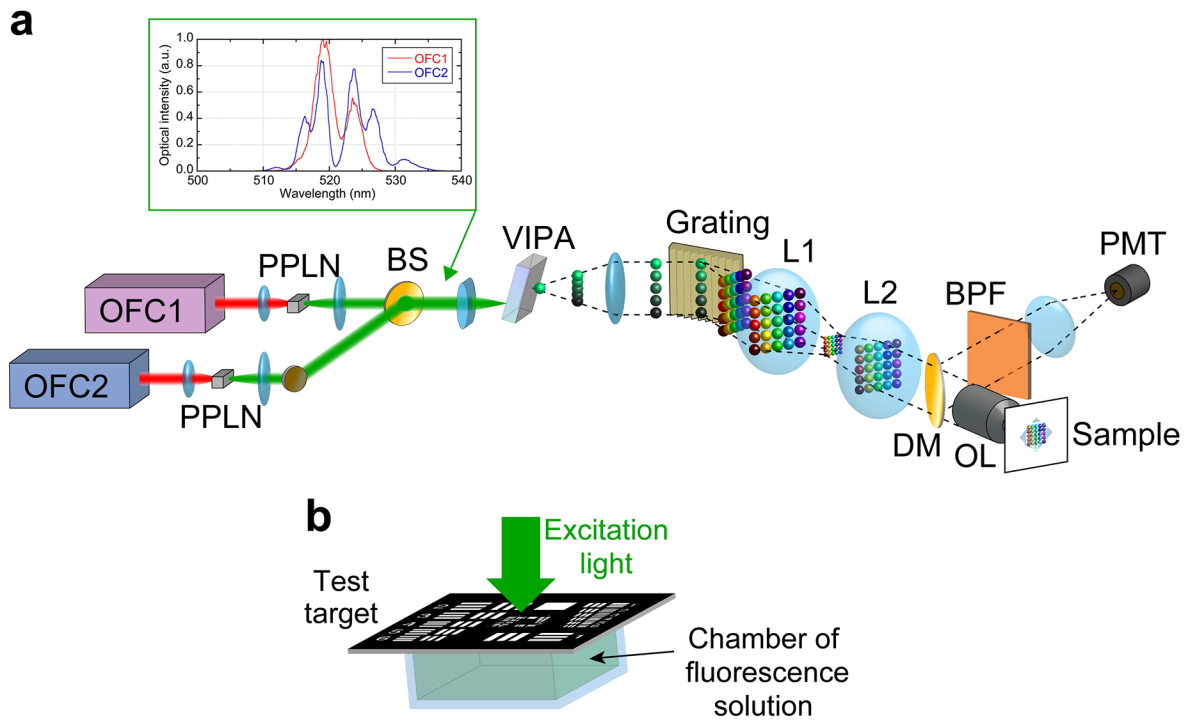 a
Optical intensity (a.u.)
1.0
0.8
0.6
0.4
0.2
0.0
500
510
520
530
540
Wavelength (nm)
OFC1
OFC2
OFC1
PPLN
BS
VIPA
Grating
L1
L2
BPF
PMT
OFC2
PPLN
DM
OL
Sample
b
Excitation
light
Test
target
Chamber of
fluorescence
solution